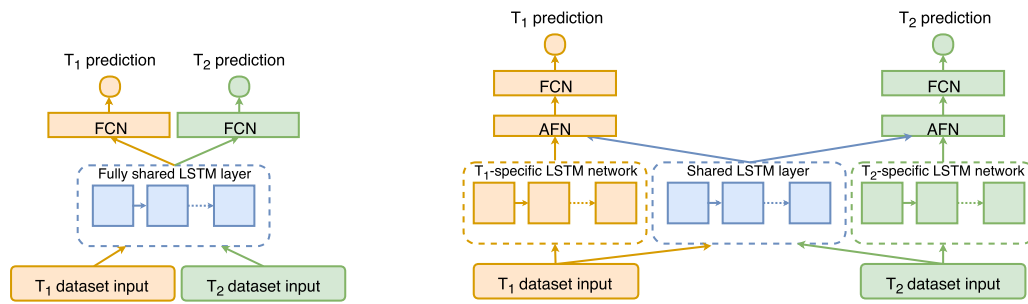 T1 prediction
T2 prediction
FCN
FCN
Fully shared LSTM layer
T1 dataset input
T2 dataset input
T1 prediction
T2 prediction
FCN
FCN
AFN
AFN
T1-specific LSTM network
Shared LSTM layer
T2-specific LSTM network
T1 dataset input
T2 dataset input